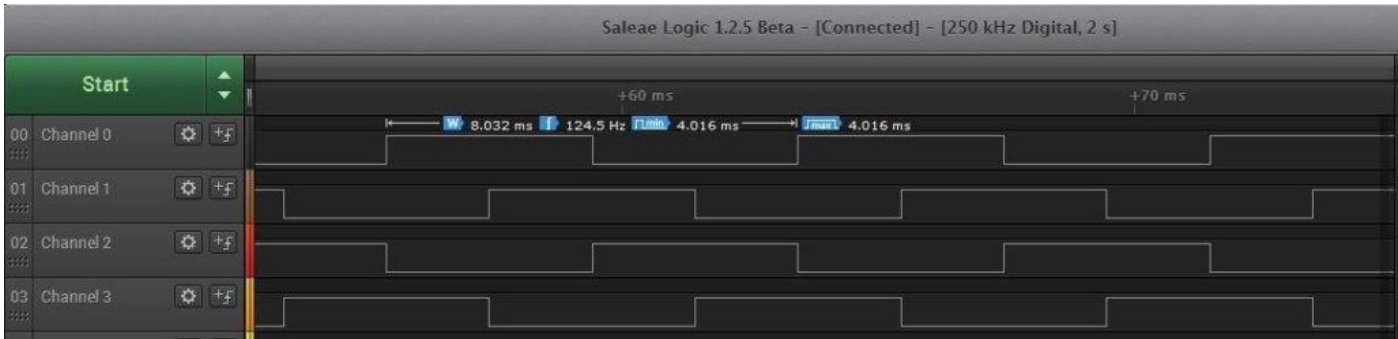 Saleae Logic 1.2.5 Beta - [Connected] - [250 kHz Digital, 2 s]
Start
+60 ms
+70 ms
00 Channel 0
W 8.032 ms f 124.5 Hz min 4.016 ms max 4.016 ms
01 Channel 1
02 Channel 2
03 Channel 3